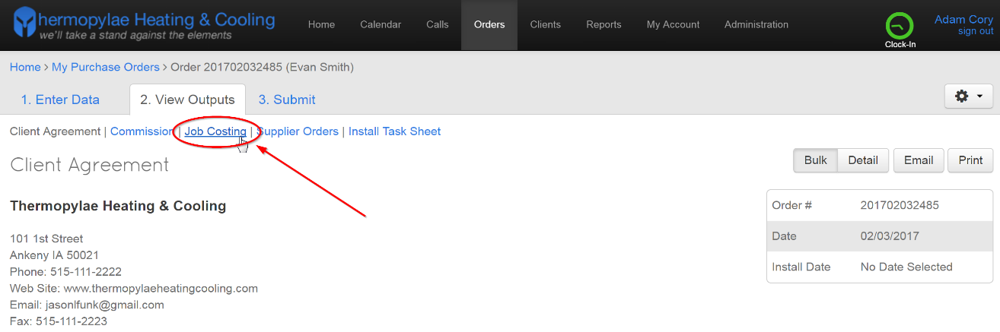 Thermopylae Heating & Cooling
we'll take a stand against the elements
Home Calendar Calls Orders Clients Reports My Account Administration
Clock-In
Adam Cory
sign out
Home > My Purchase Orders > Order 201702032485 (Evan Smith)
1. Enter Data 2. View Outputs 3. Submit
Client Agreement | Commission | Job Costing | Supplier Orders | Install Task Sheet
Client Agreement
Bulk Detail Email Print
Thermopylae Heating & Cooling
101 1st Street
Ankeny IA 50021
Phone: 515-111-2222
Web Site: www.thermopylaeheatingcooling.com
Email: jasonlfunk@gmail.com
Fax: 515-111-2223
Order # 201702032485
Date 02/03/2017
Install Date No Date Selected